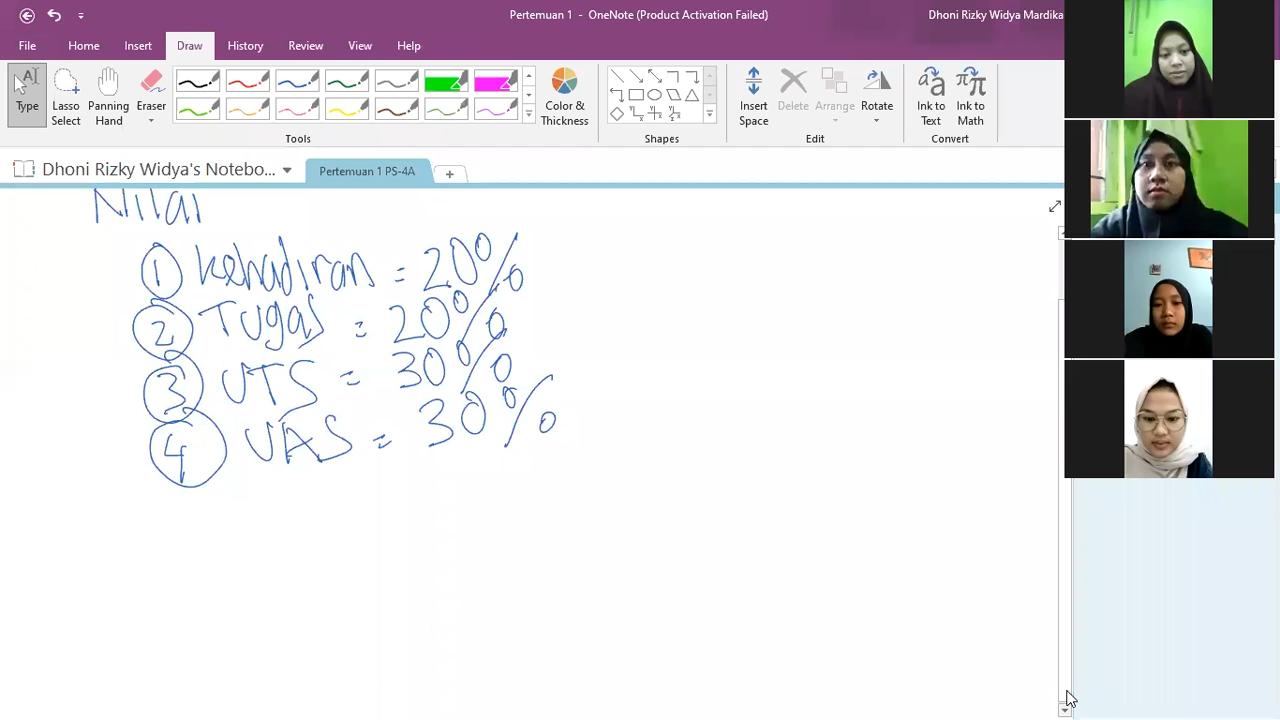 Pertemuan 1 - OneNote (Product Activation Failed)
Dhoni Rizky Widya Mardika
File Home Insert Draw History Review View Help
Type
Lasso Select
Panning Hand
Eraser
Color & Thickness
Insert Space
Delete
Arrange
Rotate
Ink to Text
Ink to Math
Tools
Shapes
Edit
Convert
Dhoni Rizky Widya's Notebo...
Pertemuan 1 PS-4A
Nilai
1 Kehadiran = 20%
2 Tugas = 20%
3 UTS = 30%
4 UAS = 30%